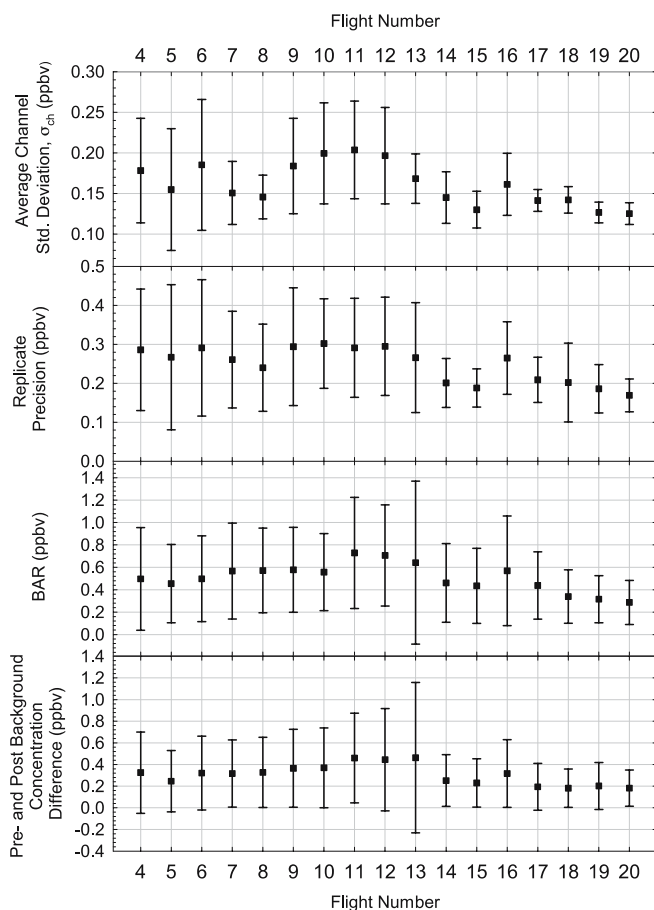 Flight Number
4 5 6 7 8 9 10 11 12 13 14 15 16 17 18 19 20
Average Channel
Std. Deviation, σch (ppbv)
0.30
0.20
0.15
0.10
0.5
Replicate
Precision (ppbv)
0.4
0.3
0.2
0.1
0.0
BAR (ppbv)
1.4
1.2
1.0
0.8
0.6
0.4
0.2
0.0
Pre- and Post Background
Concentration
Difference (ppbv)
1.4
1.2
1.0
0.8
0.6
0.4
0.2
0.0
-0.2
-0.4
4 5 6 7 8 9 10 11 12 13 14 15 16 17 18 19 20
Flight Number